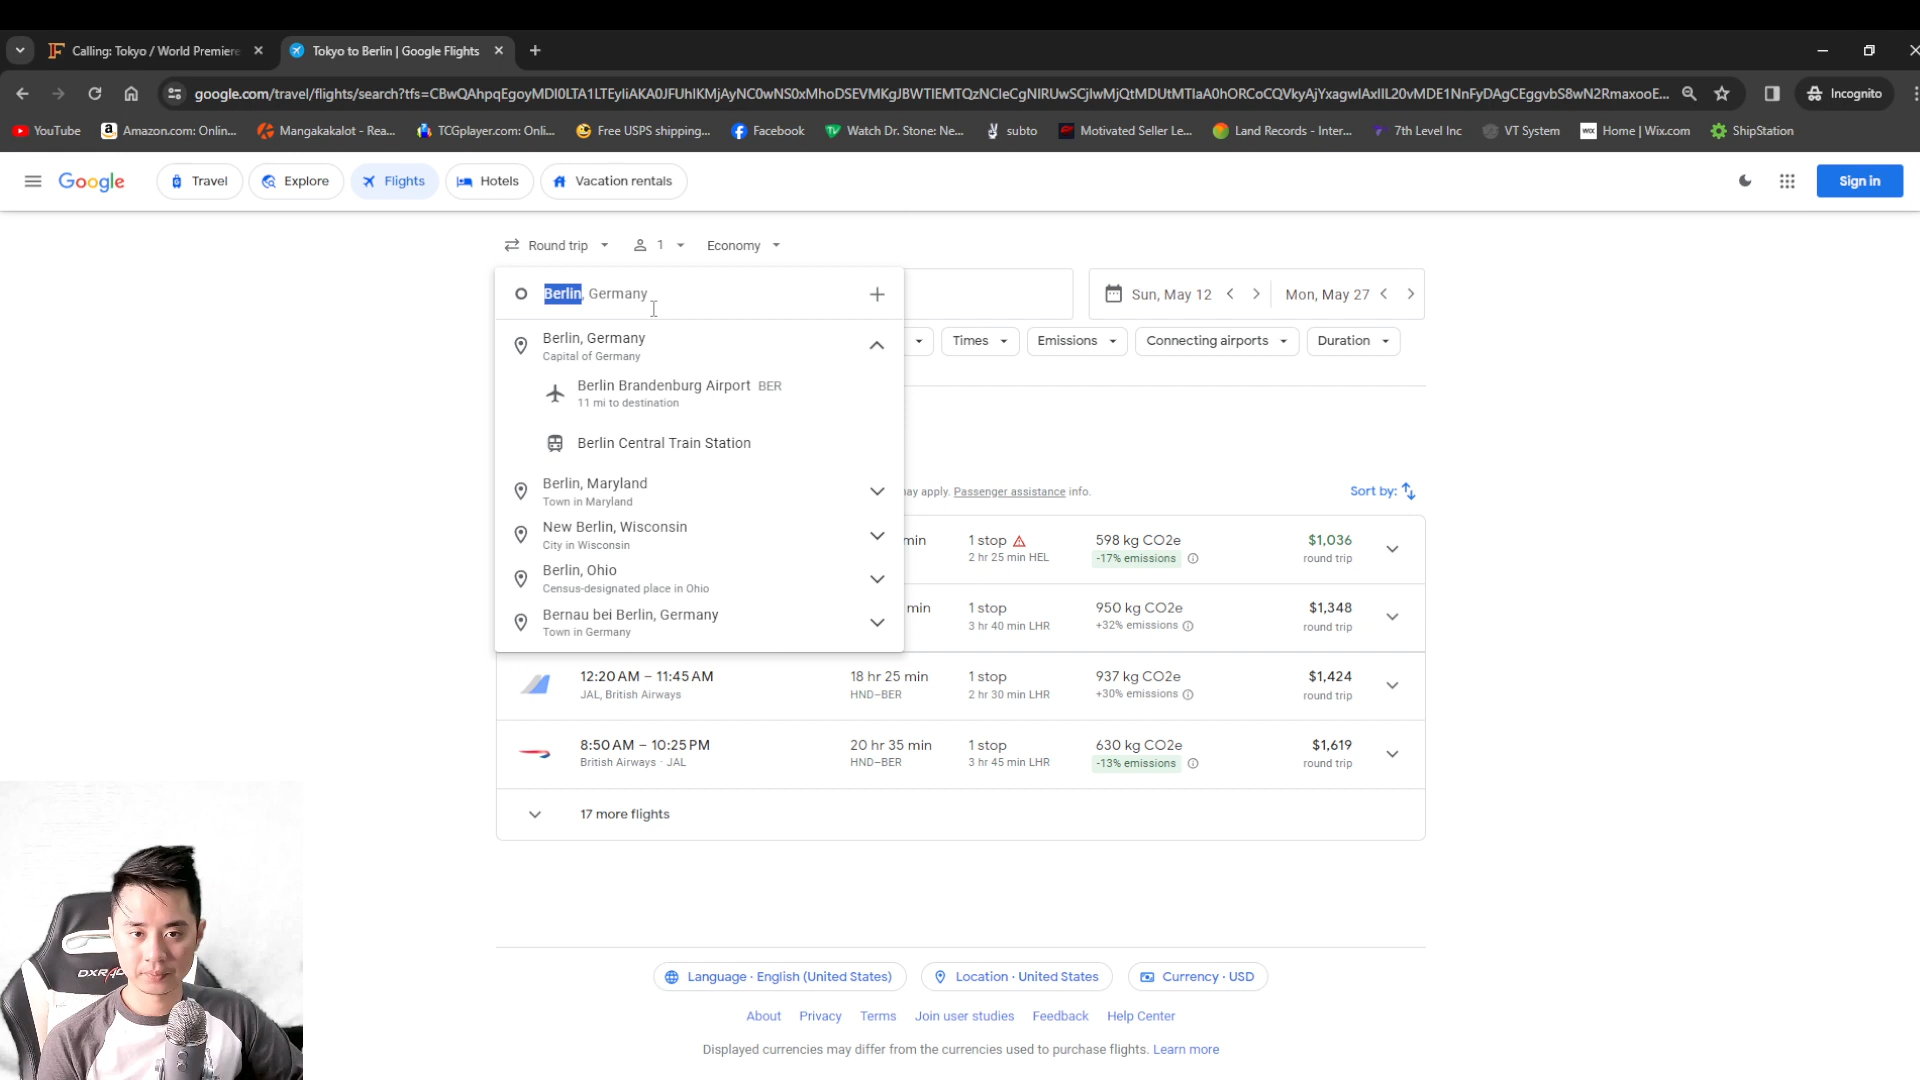 Calling: Tokyo / World Premiere
Tokyo to Berlin | Google Flights
google.com/travel/flights/search?tfs=
Incognito
YouTube
Amazon.com: Onlin...
Mangakakalot - Rea...
TCGplayer.com: Onli...
Free USPS shipping...
Facebook
Watch Dr. Stone: Ne...
subto
Motivated Seller Le...
Land Records - Inter...
7th Level Inc
VT System
WIX
Home | Wix.com
ShipStation
Google
Travel
Explore
Flights
Hotels
Vacation rentals
Sign in
Round trip
1
Economy
Berlin, Germany
Sun, May 12
Mon, May 27
Berlin, Germany
Capital of Germany
Times
Emissions
Connecting airports
Duration
Berlin Brandenburg Airport BER
11 mi to destination
Berlin Central Train Station
Berlin, Maryland
Town in Maryland
may apply. Passenger assistance info.
Sort by:
New Berlin, Wisconsin
City in Wisconsin
min
1 stop
2 hr 25 min HEL
598 kg CO2e
-17% emissions
$1,036
round trip
Berlin, Ohio
Census-designated place in Ohio
Bernau bei Berlin, Germany
Town in Germany
min
1 stop
3 hr 40 min LHR
950 kg CO2e
+32% emissions
$1,348
round trip
12:20 AM – 11:45 AM
JAL, British Airways
18 hr 25 min
HND–BER
1 stop
2 hr 30 min LHR
937 kg CO2e
+30% emissions
$1,424
round trip
8:50 AM – 10:25 PM
British Airways · JAL
20 hr 35 min
HND–BER
1 stop
3 hr 45 min LHR
630 kg CO2e
-13% emissions
$1,619
round trip
17 more flights
Language · English (United States)
Location · United States
Currency · USD
About
Privacy
Terms
Join user studies
Feedback
Help Center
Displayed currencies may differ from the currencies used to purchase flights. Learn more